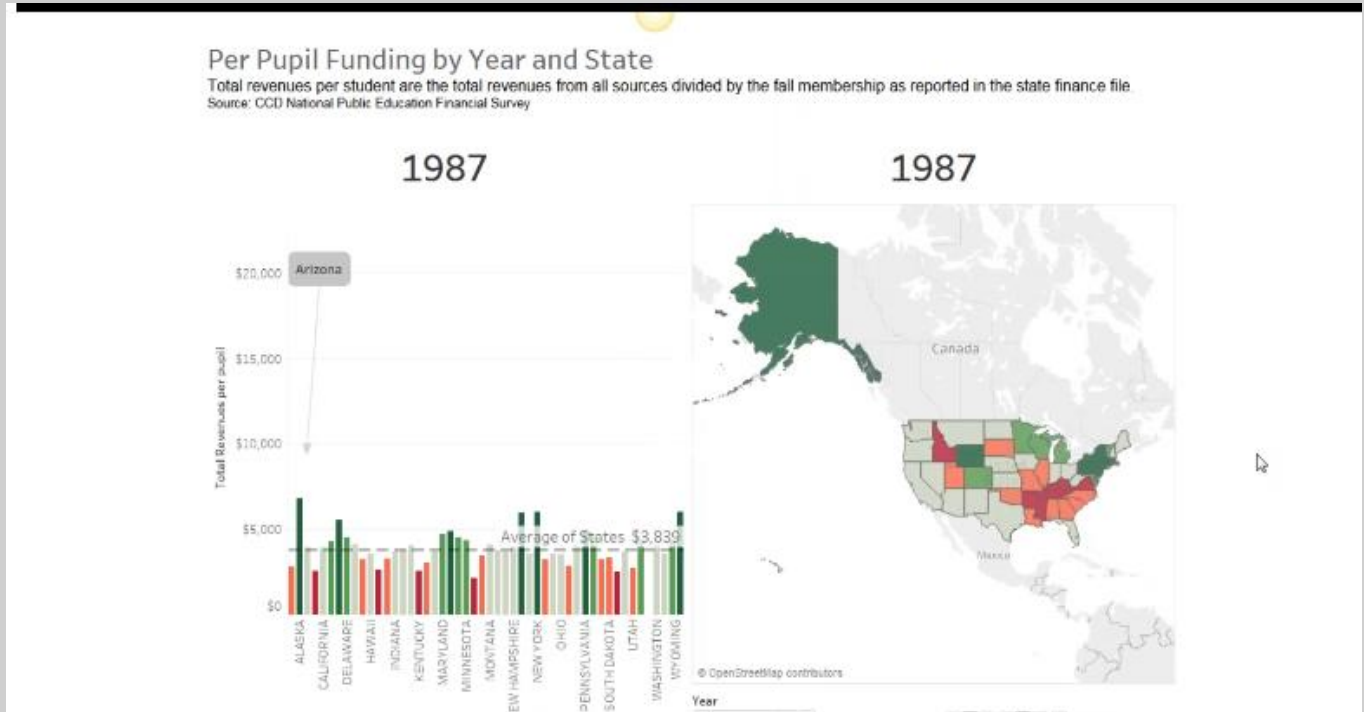 Per Pupil Funding by Year and State
Total revenues per student are the total revenues from all sources divided by the fall membership as reported in the state finance file.
Source: CCD National Public Education Financial Survey
1987
1987
Total Revenues per pupil
$20,000
$15,000
$10,000
$5,000
$0
Arizona
Average of States $3,839
ALASKA
CALIFORNIA
DELAWARE
HAWAII
INDIANA
KENTUCKY
MARYLAND
MINNESOTA
MONTANA
EW HAMPSHIRE
NEW YORK
OHIO
PENNSYLVANIA
SOUTH DAKOTA
UTAH
WASHINGTON
WYOMING
Canada
Mexico
© OpenStreetMap contributors
Year